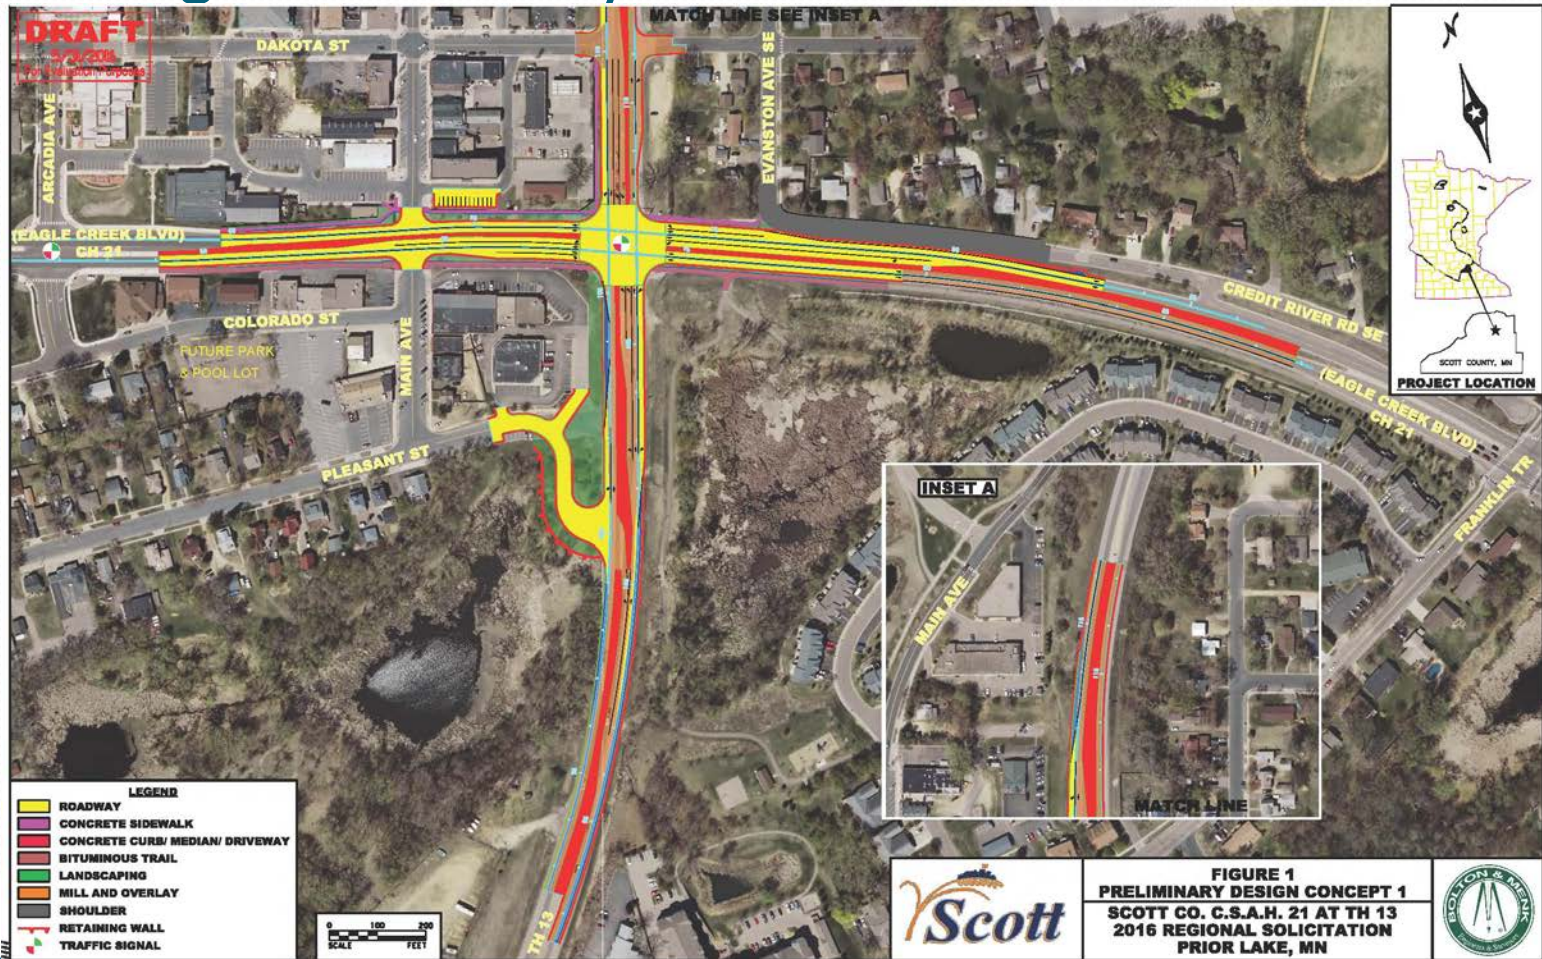 MATCH LINE SEE INSET A
DRAFT
For Evaluation Purposes
DAKOTA ST
EVANSTON AVE SE
ARCADIA AVE
MAIN AVE
(EAGLE CREEK BLVD)
CH 21
COLORADO ST
FUTURE PARK
& POOL LOT
MAIN AVE
PLEASANT ST
CREDIT RIVER RD SE
(EAGLE CREEK BLVD)
CH 21
FRANKLIN TR
SCOTT COUNTY, MN
PROJECT LOCATION
INSET A
MAIN AVE
MATCH LINE
TH 13
LEGEND
ROADWAY
CONCRETE SIDEWALK
CONCRETE CURB/ MEDIAN/ DRIVEWAY
BITUMINOUS TRAIL
LANDSCAPING
MILL AND OVERLAY
SHOULDER
RETAINING WALL
TRAFFIC SIGNAL
0 100 200
SCALE FEET
Scott
FIGURE 1
PRELIMINARY DESIGN CONCEPT 1
SCOTT CO. C.S.A.H. 21 AT TH 13
2016 REGIONAL SOLICITATION
PRIOR LAKE, MN
BOLTON & MENK